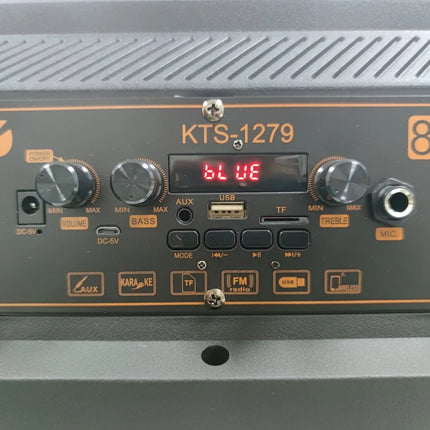 KTS-1279
8
POWER
ON/OFF
bLUE
MIN MAX
VOLUME
MIN MAX
BASS
AUX
USB
TF
MIN MAX
TREBLE
DC-5V
DC-5V
MIC.
MODE
I◀◀/−
▶II
▶▶I/+
AUX
KARAOKE
TF
FM
radio
USB